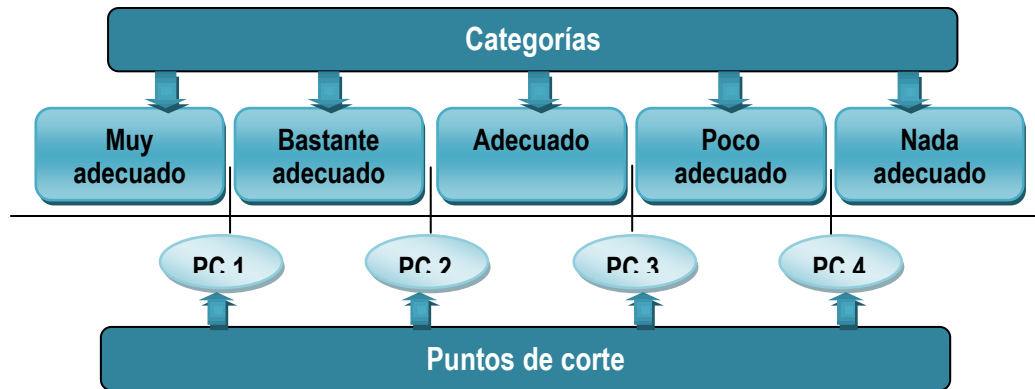 Categorías
Muy
adecuado
Bastante
adecuado
Adecuado
Poco
adecuado
Nada
adecuado
PC 1
PC 2
PC 3
PC 4
Puntos de corte